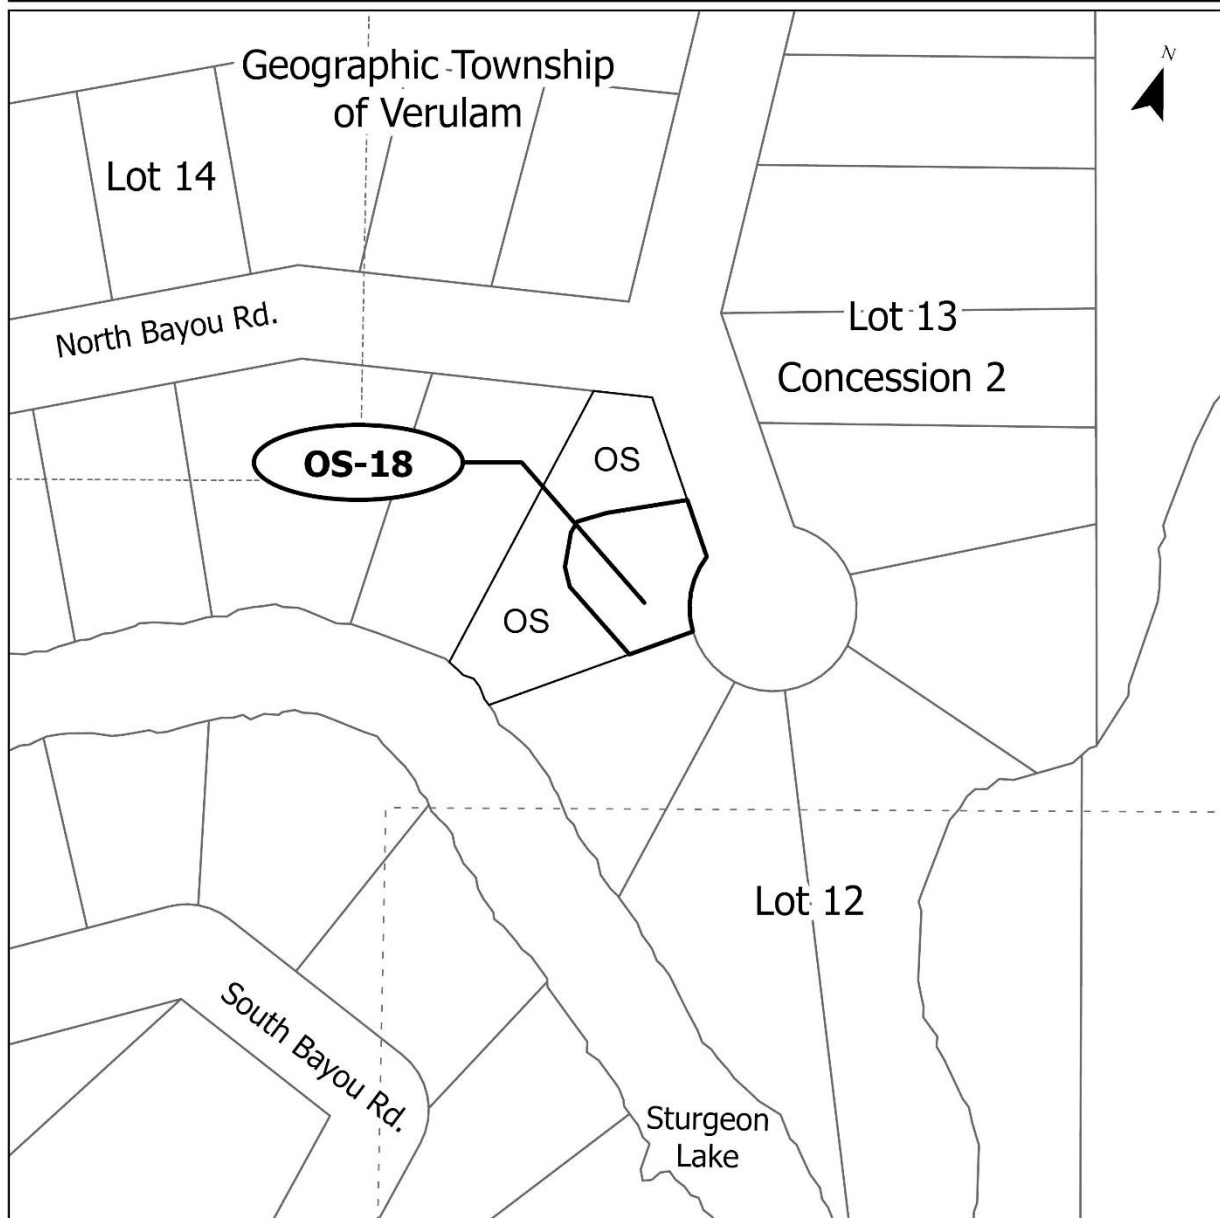 Geographic Township
of Verulam
N
Lot 14
North Bayou Rd.
Lot 13
Concession 2
OS-18
OS
OS
Lot 12
South Bayou Rd.
Sturgeon
Lake